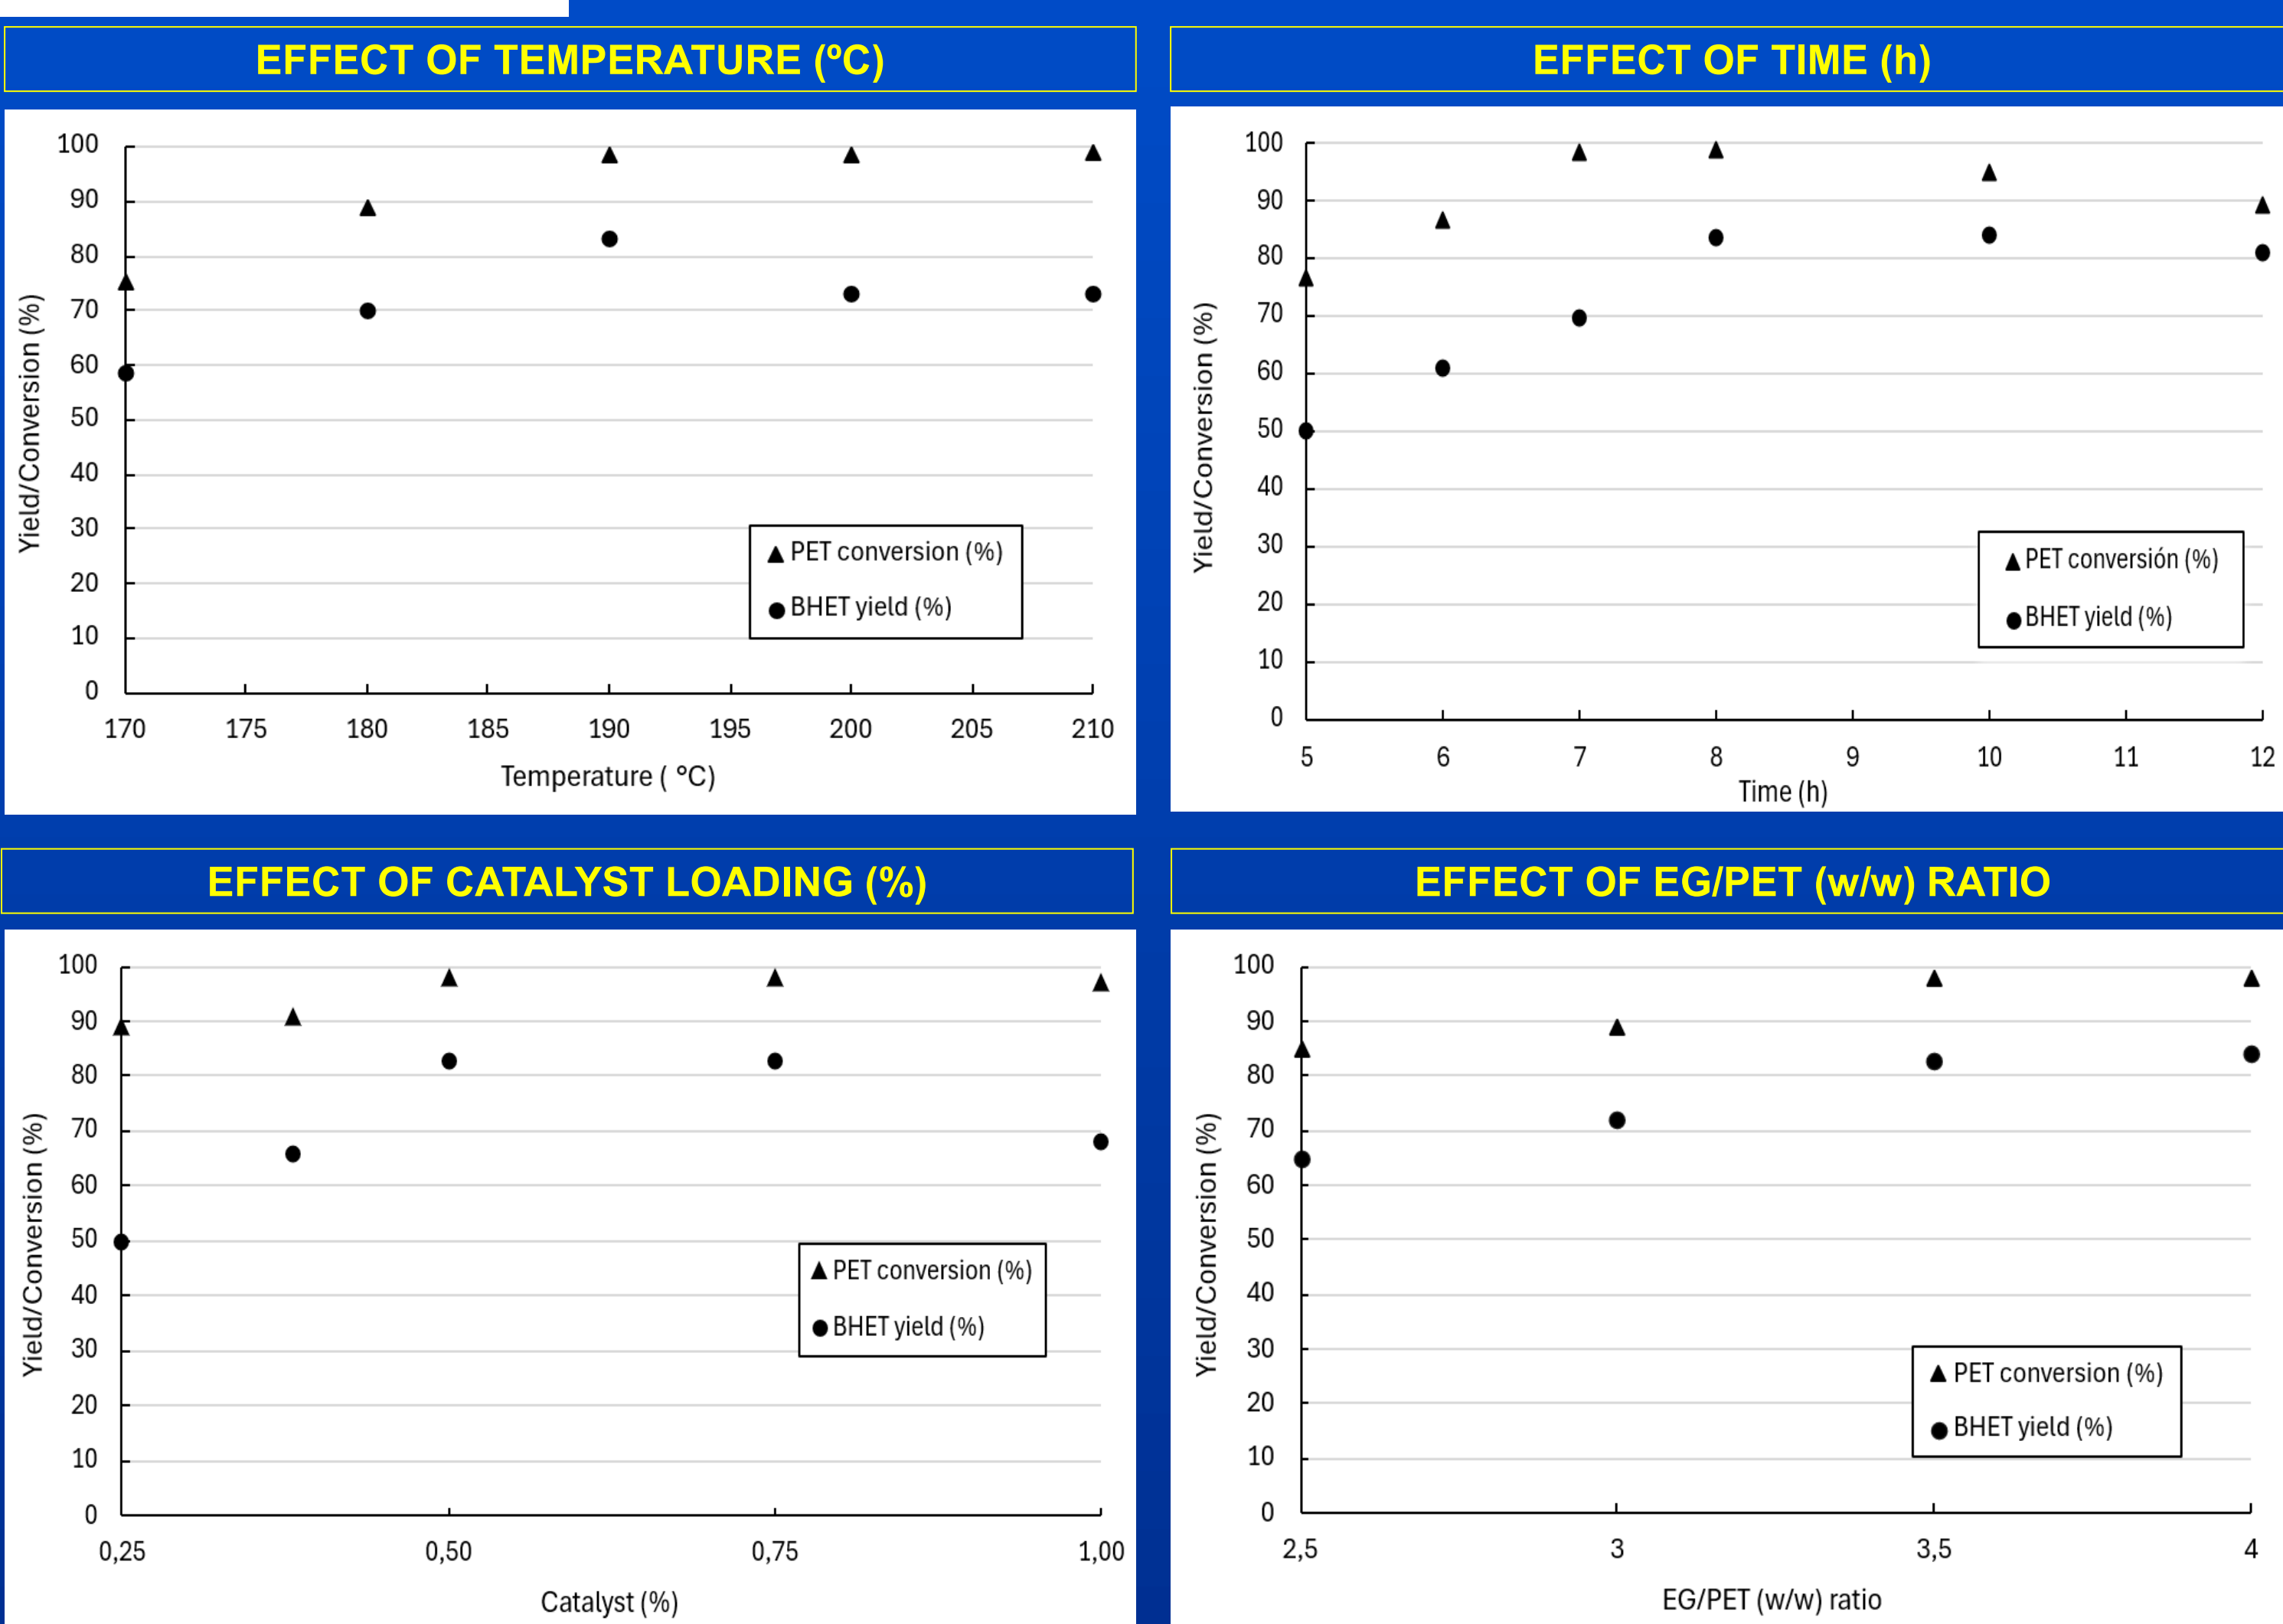 EFFECT OF TEMPERATURE (ºC)
100
90
80
70
60
50
40
30
20
10
0
Yield/Conversion (%)
PET conversion (%)
BHET yield (%)
170 175 180 185 190 195 200 205 210
Temperature ( °C)
EFFECT OF TIME (h)
100
90
80
70
60
50
40
30
20
10
0
Yield/Conversion (%)
PET conversión (%)
BHET yield (%)
5 6 7 8 9 10 11 12
Time (h)
EFFECT OF CATALYST LOADING (%)
100
90
80
70
60
50
40
30
20
10
0
Yield/Conversion (%)
PET conversion (%)
BHET yield (%)
0,25 0,50 0,75 1,00
Catalyst (%)
EFFECT OF EG/PET (w/w) RATIO
100
90
80
70
60
50
40
30
20
10
0
Yield/Conversion (%)
PET conversion (%)
BHET yield (%)
2,5 3 3,5 4
EG/PET (w/w) ratio